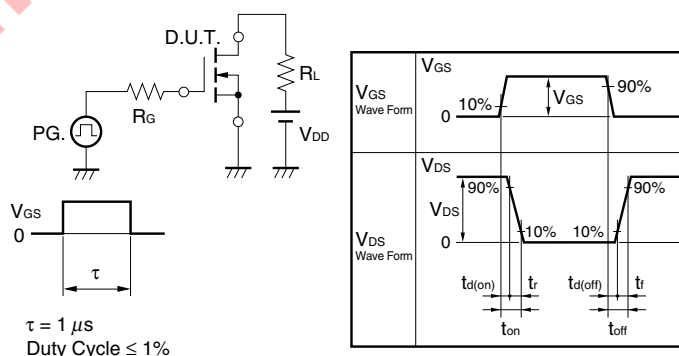 D.U.T.
RL
RG
PG.
VDD
VGS
0
τ
τ = 1 μs
Duty Cycle ≤ 1%
VGS
Wave Form
VGS
10%
0
VGS
90%
VDS
Wave Form
VDS
90%
VDS
0
10%
10%
90%
td(on)
tr
td(off)
tf
ton
toff